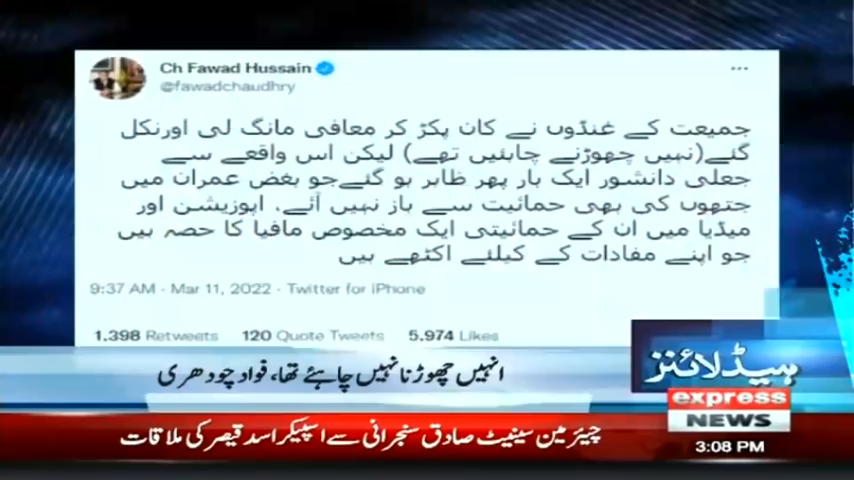 Ch Fawad Hussain
@fawadchaudhry
جمیعت کے غنڈوں نے کان پکڑ کر معافی مانگ لی اورنکل
گئے(نہیں چھوڑنے چاہئیں تھے) لیکن اس واقعے سے
جعلی دانشور ایک بار پھر ظاہر ہو گئےجو بغض عمران میں
جتھوں کی بھی حمائیت سے باز نہیں آئے، اپوزیشن اور
میڈیا میں ان کے حمائیتی ایک مخصوص مافیا کا حصہ ہیں
جو اپنے مفادات کے کیلئے اکٹھے ہیں
9:37 AM · Mar 11, 2022 · Twitter for iPhone
1,398 Retweets 120 Quote Tweets 5,974 Likes
ہیڈلائنز
انہیں چھوڑنا نہیں چاہئے تھا، فواد چودھری
express
NEWS
چیئرمین سینیٹ صادق سنجرانی سے اسپیکر اسد قیصر کی ملاقات
3:08 PM